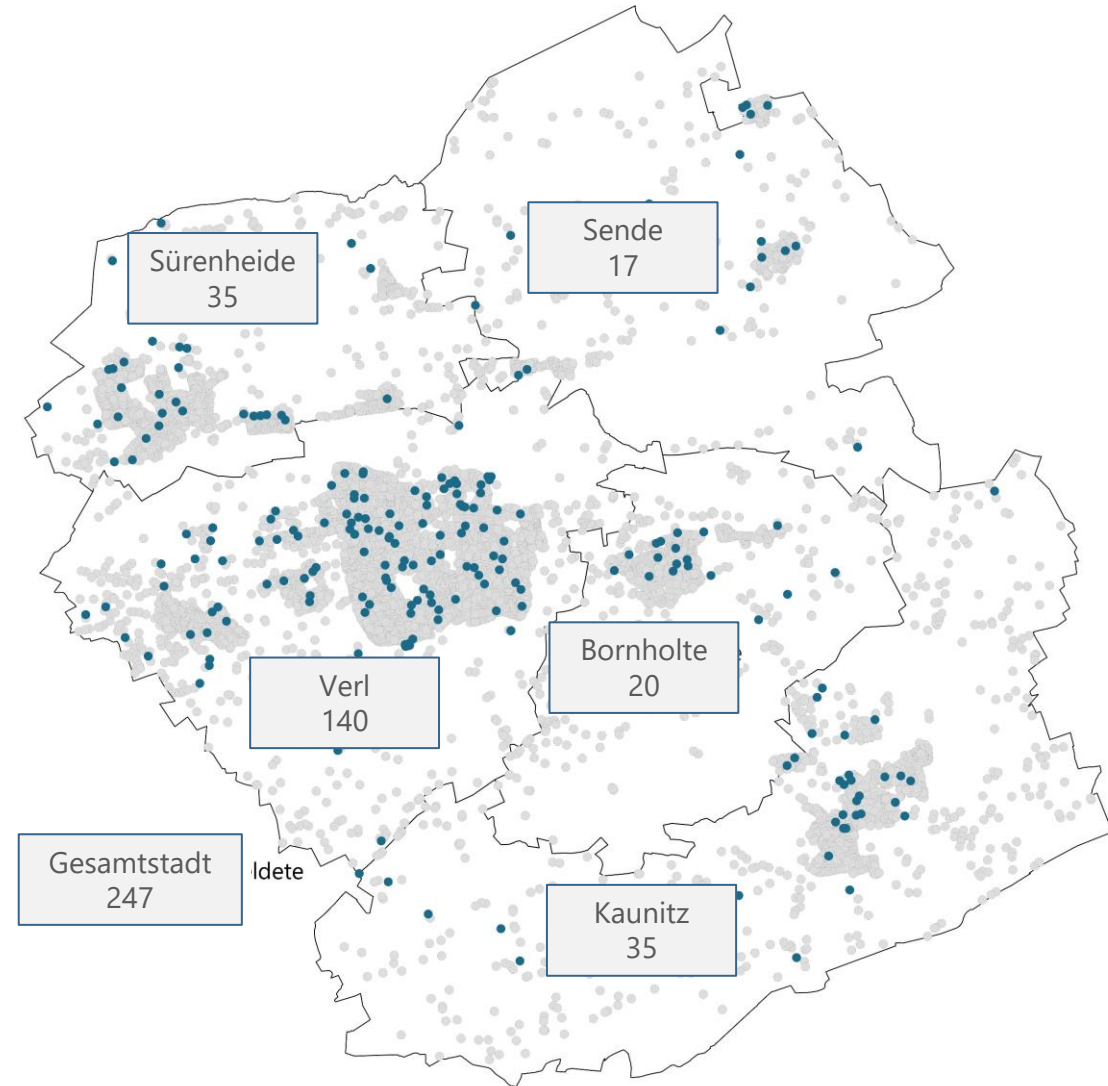 Sende
17
Sürenheide
35
Bornholte
20
Verl
140
Gesamtstadt
247
ldete
Kaunitz
35